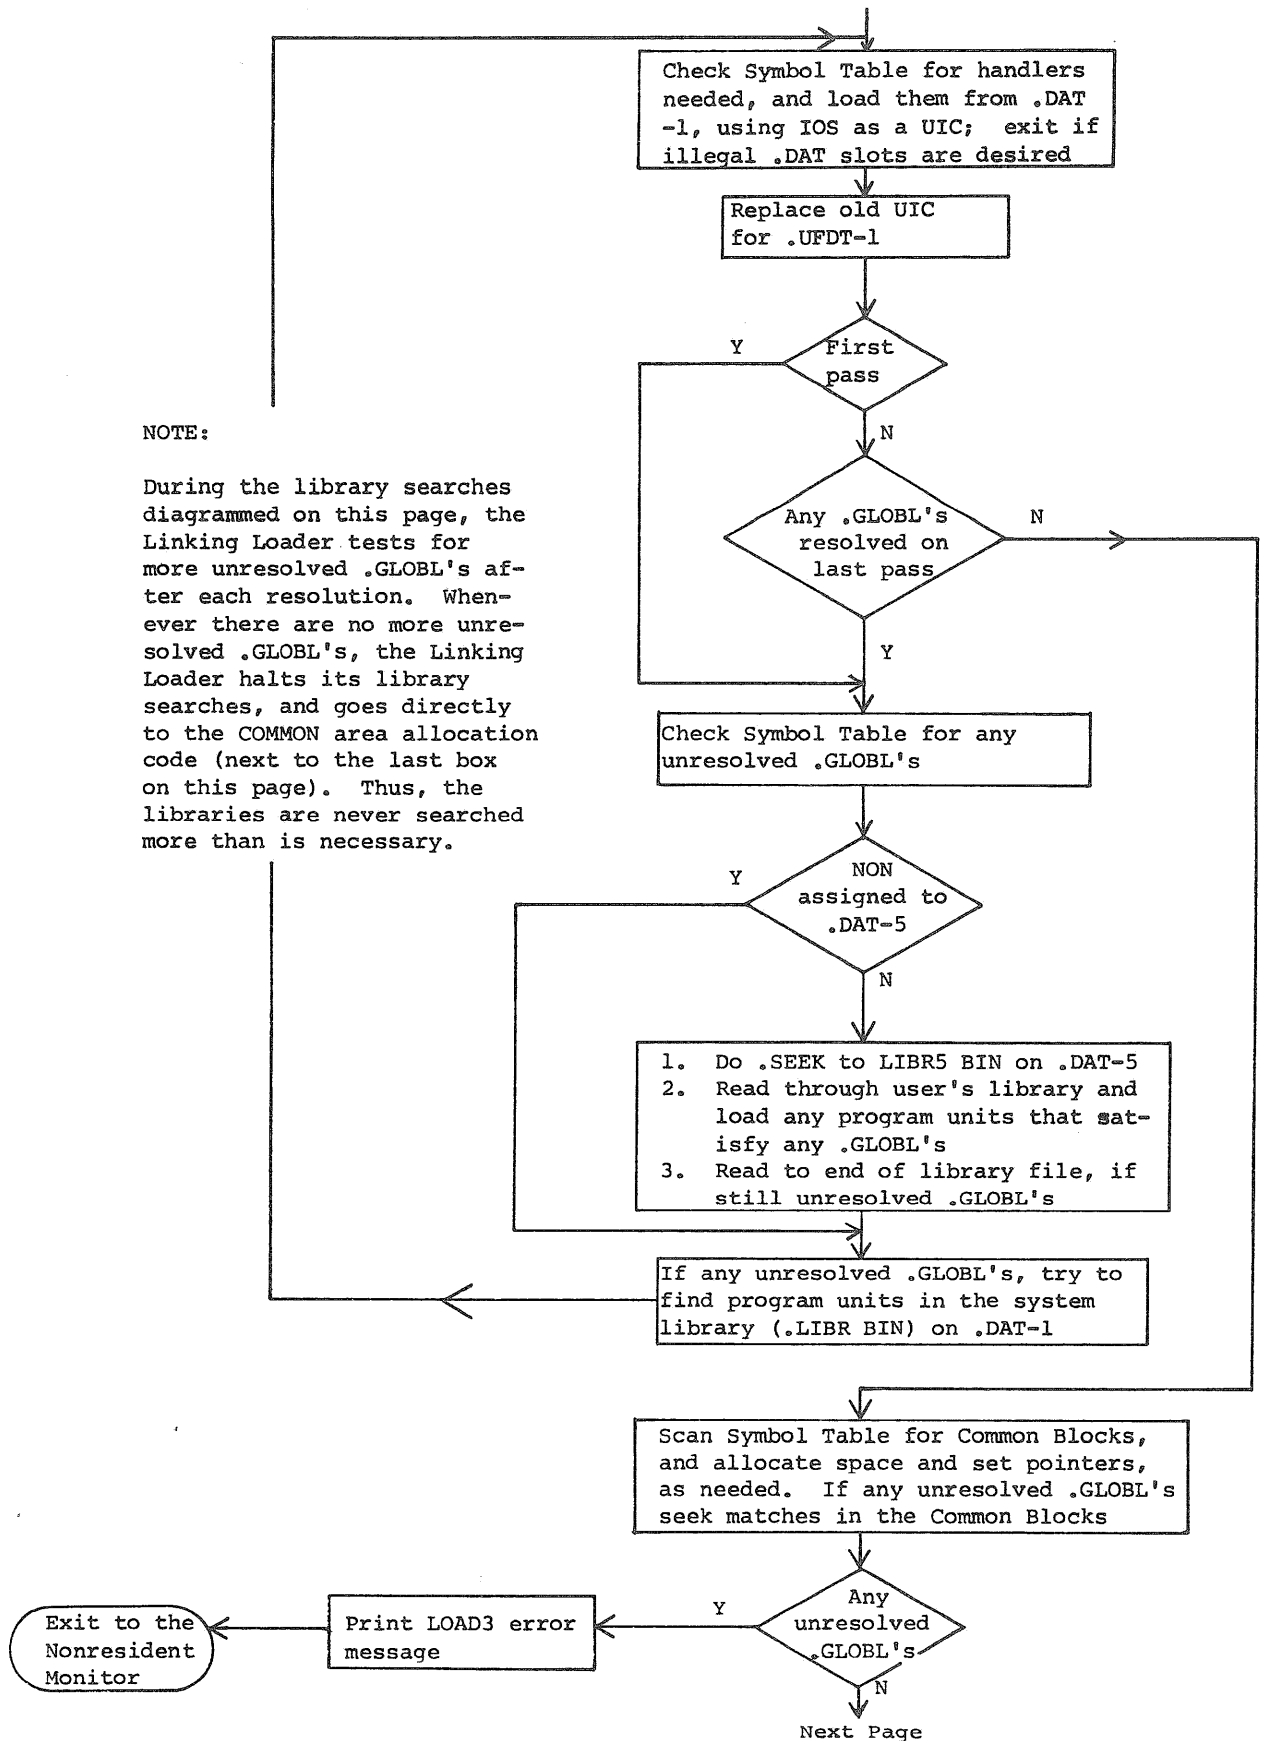 Check Symbol Table for handlers
needed, and load them from .DAT
-1, using IOS as a UIC; exit if
illegal .DAT slots are desired
Replace old UIC
for .UFDT-1
Y
First
pass
N
NOTE:
During the library searches
diagrammed on this page, the
Linking Loader tests for
more unresolved .GLOBL's af-
ter each resolution. When-
ever there are no more unre-
solved .GLOBL's, the Linking
Loader halts its library
searches, and goes directly
to the COMMON area allocation
code (next to the last box
on this page). Thus, the
libraries are never searched
more than is necessary.
Any .GLOBL's
resolved on
last pass
N
Y
Check Symbol Table for any
unresolved .GLOBL's
Y
NON
assigned to
.DAT-5
N
1. Do .SEEK to LIBR5 BIN on .DAT-5
2. Read through user's library and
load any program units that sat-
isfy any .GLOBL's
3. Read to end of library file, if
still unresolved .GLOBL's
If any unresolved .GLOBL's, try to
find program units in the system
library (.LIBR BIN) on .DAT-1
Scan Symbol Table for Common Blocks,
and allocate space and set pointers,
as needed. If any unresolved .GLOBL's
seek matches in the Common Blocks
Any
unresolved
.GLOBL's
Y
Print LOAD3 error
message
Exit to the
Nonresident
Monitor
N
Next Page